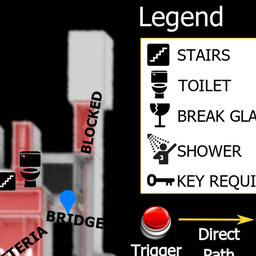 Legend
STAIRS
TOILET
BREAK GLA
SHOWER
KEY REQUI
BLOCKED
BRIDGE
TERIA
Trigger
Direct
Path